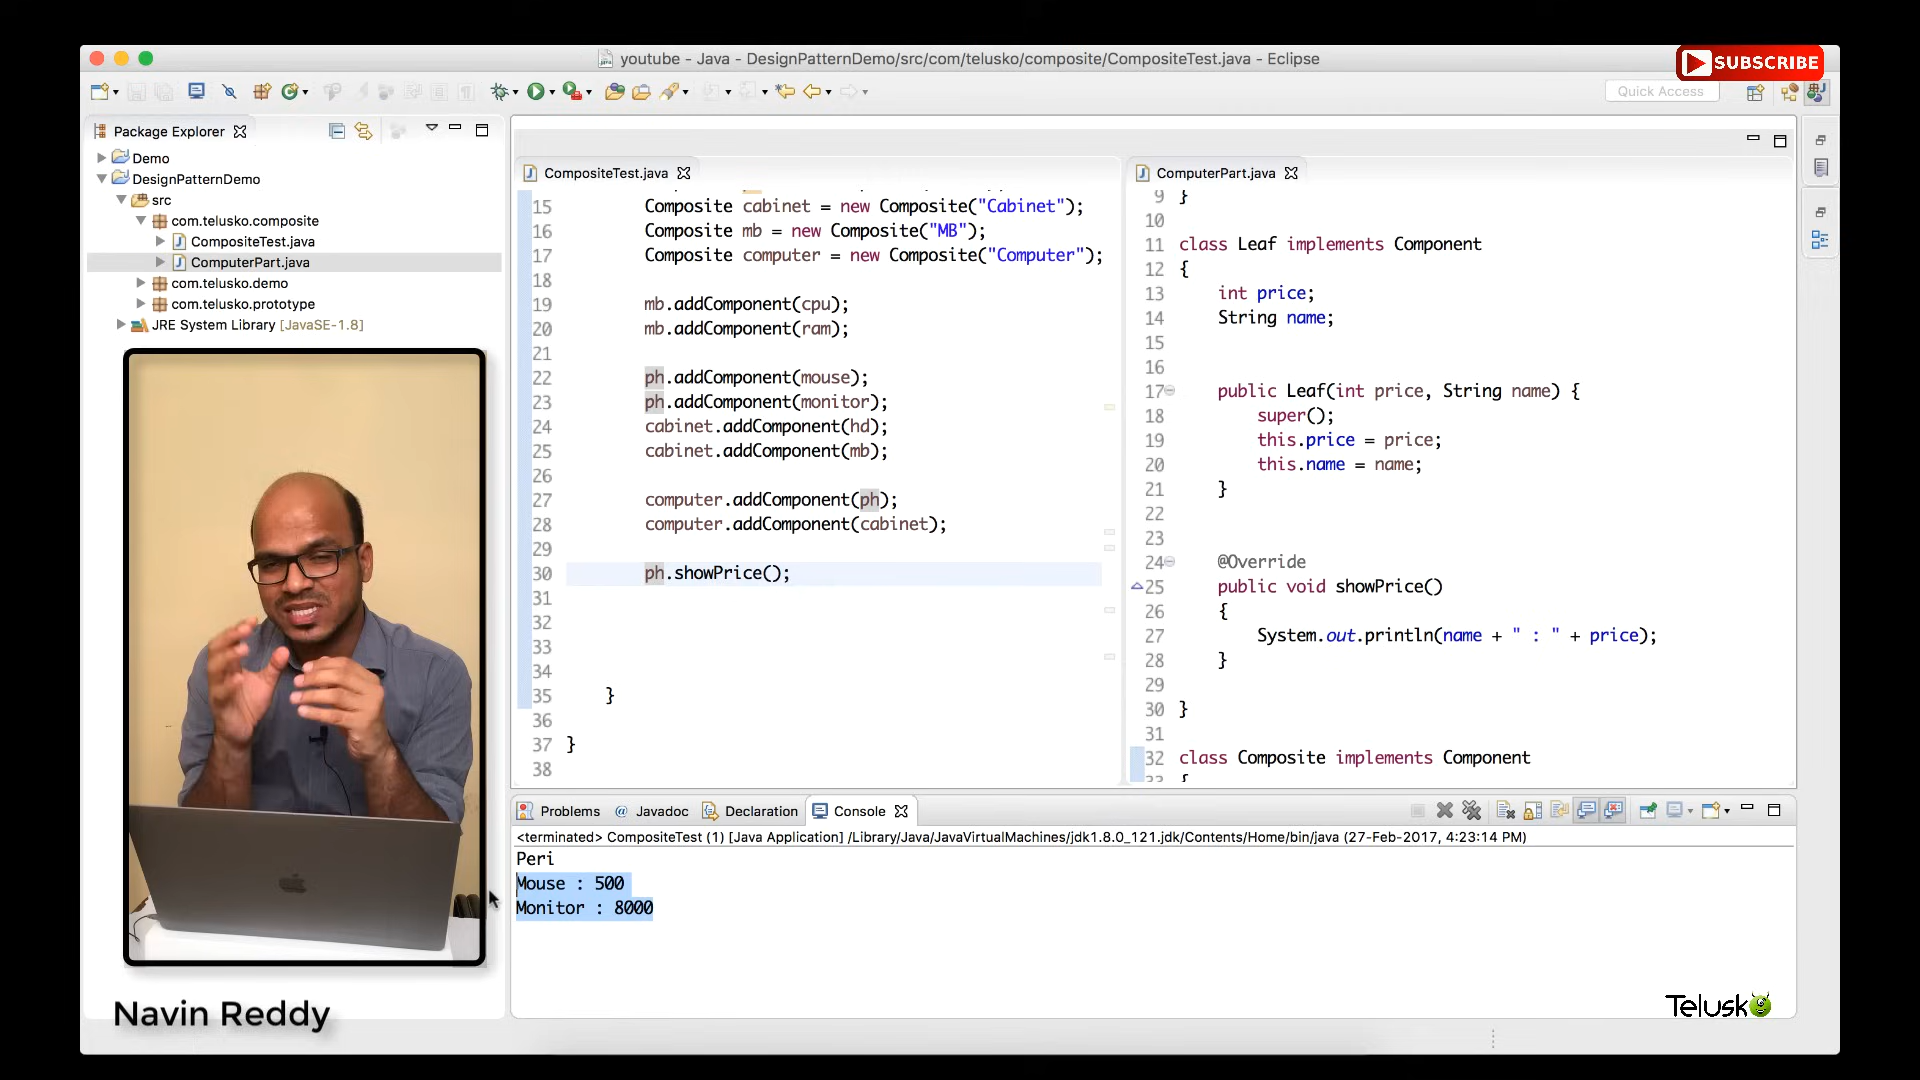 youtube - Java - DesignPatternDemo/src/com/telusko/composite/CompositeTest.java - Eclipse
SUBSCRIBE
Quick Access
Package Explorer
Demo
DesignPatternDemo
src
com.telusko.composite
CompositeTest.java
ComputerPart.java
com.telusko.demo
com.telusko.prototype
JRE System Library [JavaSE-1.8]
Navin Reddy
CompositeTest.java
15 Composite cabinet = new Composite("Cabinet");
16 Composite mb = new Composite("MB");
17 Composite computer = new Composite("Computer");
18
19 mb.addComponent(cpu);
20 mb.addComponent(ram);
21
22 ph.addComponent(mouse);
23 ph.addComponent(monitor);
24 cabinet.addComponent(hd);
25 cabinet.addComponent(mb);
26
27 computer.addComponent(ph);
28 computer.addComponent(cabinet);
29
30 ph.showPrice();
31
32
33
34
35 }
36
37 }
38
ComputerPart.java
9 }
10
11 class Leaf implements Component
12 {
13 int price;
14 String name;
15
16
17 public Leaf(int price, String name) {
18 super();
19 this.price = price;
20 this.name = name;
21 }
22
23
24 @Override
25 public void showPrice()
26 {
27 System.out.println(name + " : " + price);
28 }
29
30 }
31
32 class Composite implements Component
Problems @ Javadoc Declaration Console
<terminated> CompositeTest (1) [Java Application] /Library/Java/JavaVirtualMachines/jdk1.8.0_121.jdk/Contents/Home/bin/java (27-Feb-2017, 4:23:14 PM)
Peri
Mouse : 500
Monitor : 8000
Telusko